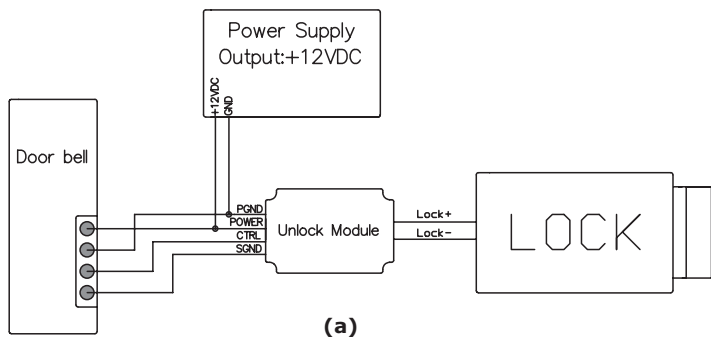 Power Supply
Output:+12VDC
+12VDC
GND
Door bell
PGND
POWER
CTRL
SGND
Unlock Module
Lock+
Lock-
LOCK
(a)